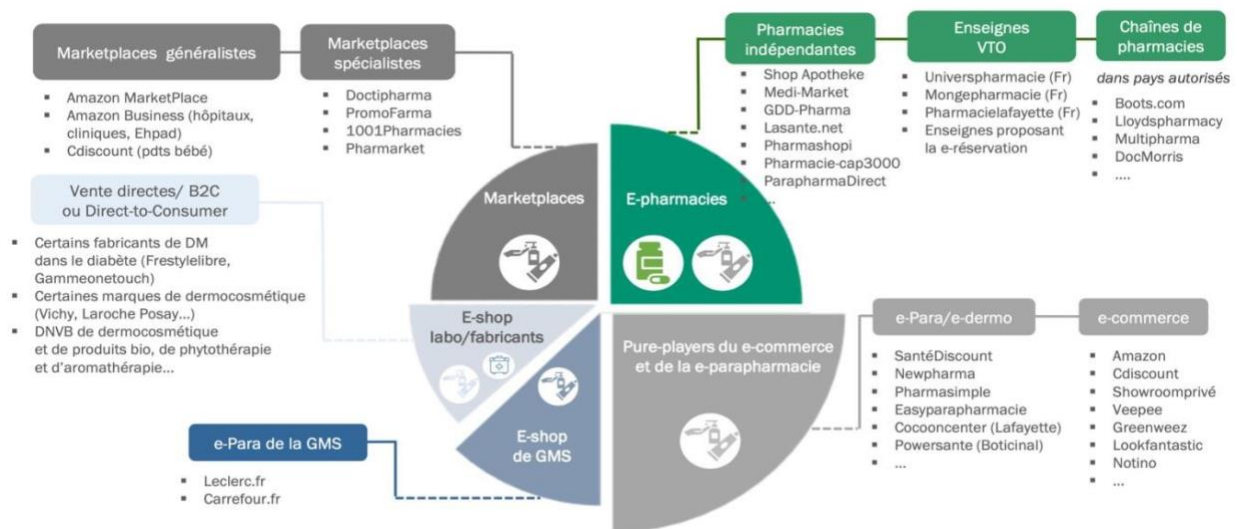 Marketplaces généralistes
▪ Amazon MarketPlace
▪ Amazon Business (hôpitaux,
cliniques, Ehpad)
▪ Cdiscount (pdts bébé)
Marketplaces
spécialistes
▪ Doctipharma
▪ PromoFarma
▪ 1001Pharmacies
▪ Pharmarket
Pharmacies
indépendantes
▪ Shop Apotheke
▪ Medi-Market
▪ GDD-Pharma
▪ Lasante.net
▪ Pharmashopi
▪ Pharmacie-cap3000
▪ ParapharmaDirect
▪ ...
Enseignes
VTO
▪ Universpharmacie (Fr)
▪ Mongepharmacie (Fr)
▪ Pharmacielafayette (Fr)
▪ Enseignes proposant
la e-réservation
Chaînes de
pharmacies
dans pays autorisés
▪ Boots.com
▪ Lloydspharmacy
▪ Multipharma
▪ DocMorris
▪ ....
Vente directes/ B2C
ou Direct-to-Consumer
▪ Certains fabricants de DM
dans le diabète (Frestylelibre,
Gammeonetouch)
▪ Certaines marques de dermocosmétique
(Vichy, Laroche Posay...)
▪ DNVB de dermocosmétique
et de produits bio, de phytothérapie
et d'aromathérapie...
Marketplaces
E-pharmacies
E-shop
labo/fabricants
Pure-players du e-commerce
et de la e-parapharmacie
E-shop
de GMS
e-Para de la GMS
▪ Leclerc.fr
▪ Carrefour.fr
e-Para/e-dermo
▪ SantéDiscount
▪ Newpharma
▪ Pharmasimple
▪ Easyparapharmacie
▪ Cocooncenter (Lafayette)
▪ Powersante (Boticinal)
▪ ...
e-commerce
▪ Amazon
▪ Cdiscount
▪ Showroomprivé
▪ Veepee
▪ Greenweez
▪ Lookfantastic
▪ Notino
▪ ...